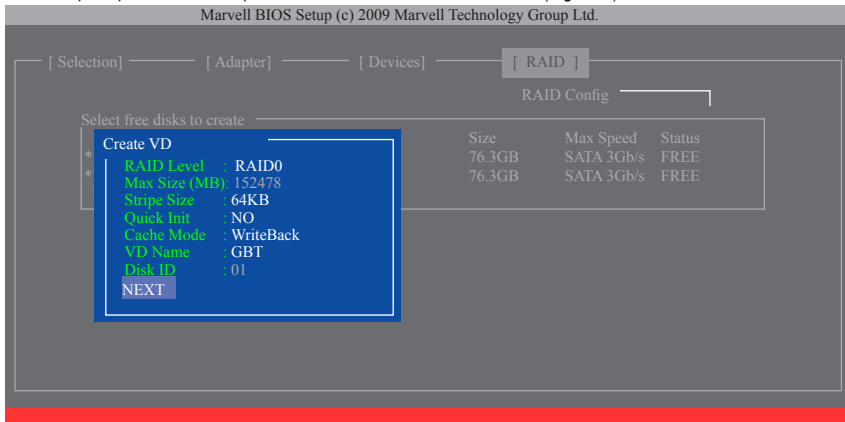 Marvell BIOS Setup (c) 2009 Marvell Technology Group Ltd.
[ Selection] [ Adapter] [ Devices] [ RAID ]
RAID Config
Select free disks to create
Size Max Speed Status
* 76.3GB SATA 3Gb/s FREE
* 76.3GB SATA 3Gb/s FREE
Create VD
RAID Level : RAID0
Max Size (MB): 152478
Stripe Size : 64KB
Quick Init : NO
Cache Mode : WriteBack
VD Name : GBT
Disk ID : 01
NEXT